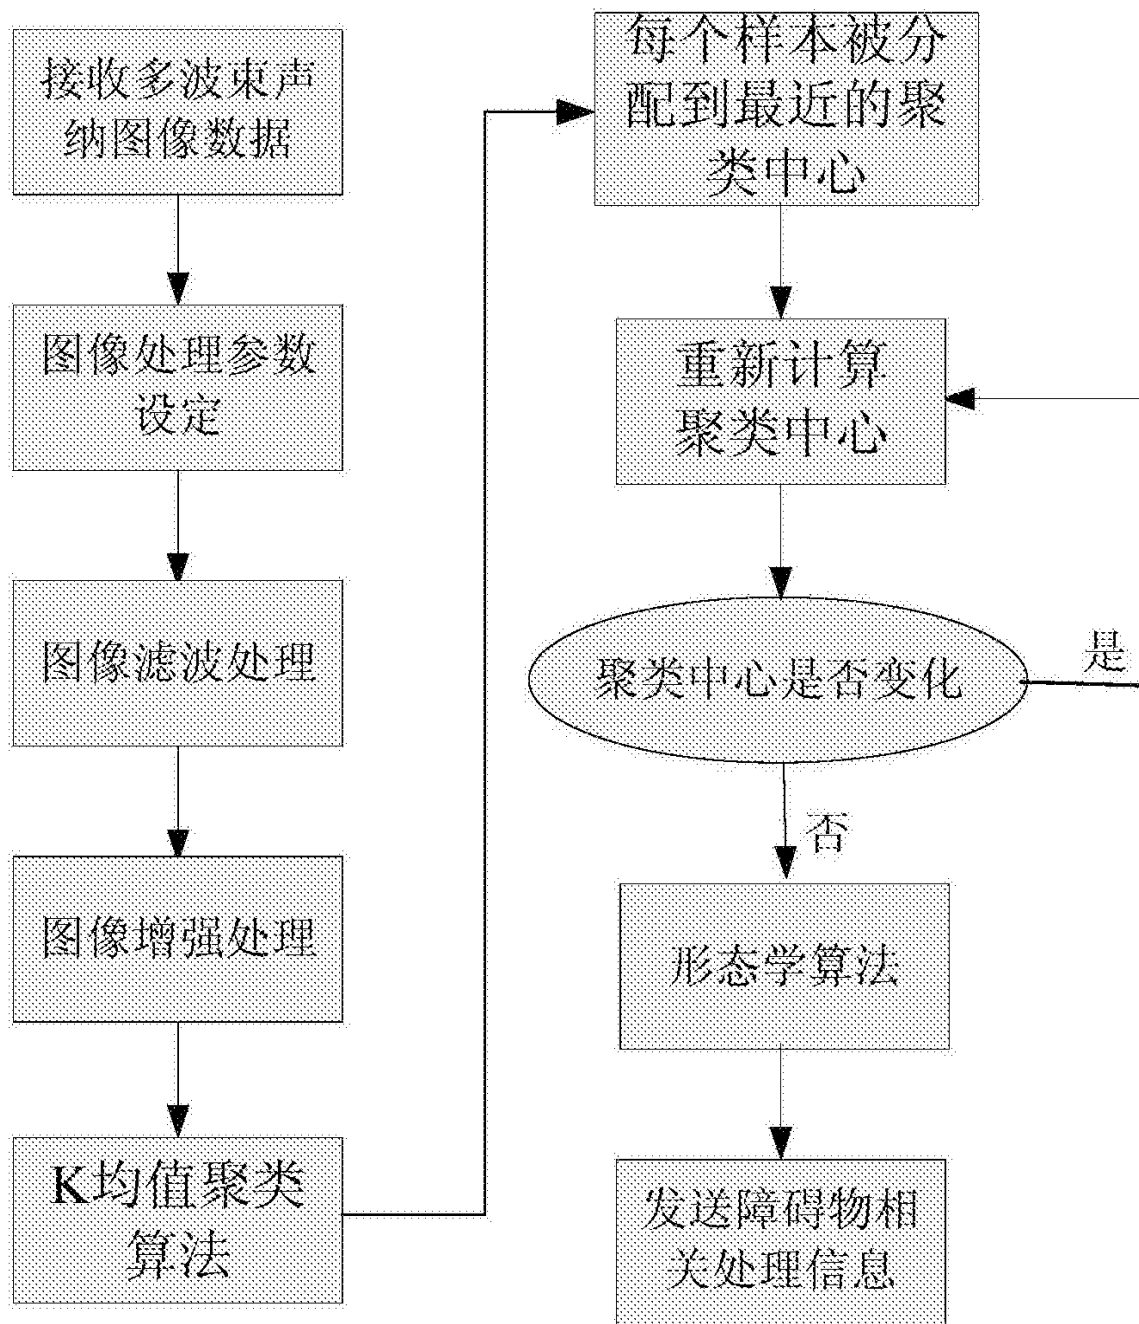 接收多波束声
纳图像数据
图像处理参数
设定
图像滤波处理
图像增强处理
K均值聚类
算法
每个样本被分
配到最近的聚
类中心
重新计算
聚类中心
聚类中心是否变化
是
否
形态学算法
发送障碍物相
关处理信息